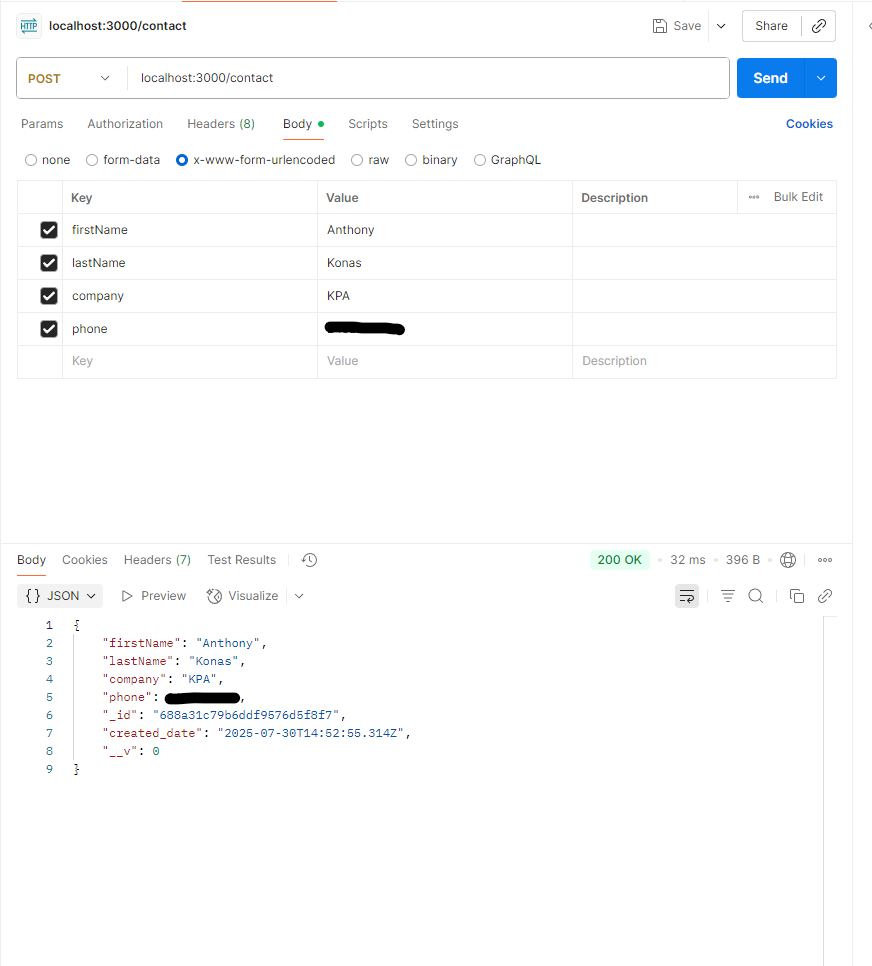 HTTP localhost:3000/contact Save Share
POST localhost:3000/contact Send
Params Authorization Headers (8) Body Scripts Settings Cookies
none form-data x-www-form-urlencoded raw binary GraphQL
Key Value Description Bulk Edit
firstName Anthony
lastName Konas
company KPA
phone
Key Value Description
Body Cookies Headers (7) Test Results 200 OK 32 ms 396 B
{} JSON Preview Visualize
1 {
2 "firstName": "Anthony",
3 "lastName": "Konas",
4 "company": "KPA",
5 "phone": ,
6 "_id": "688a31c79b6ddf9576d5f8f7",
7 "created_date": "2025-07-30T14:52:55.314Z",
8 "__v": 0
9 }